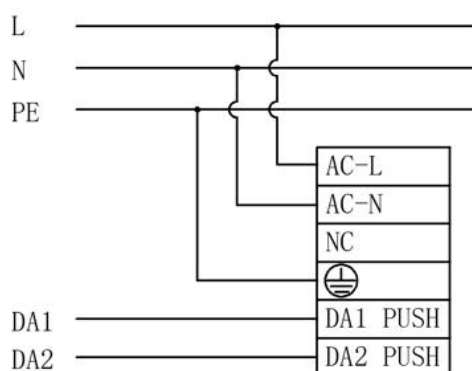 L
N
PE
AC-L
AC-N
NC
DA1 DA1 PUSH
DA2 DA2 PUSH